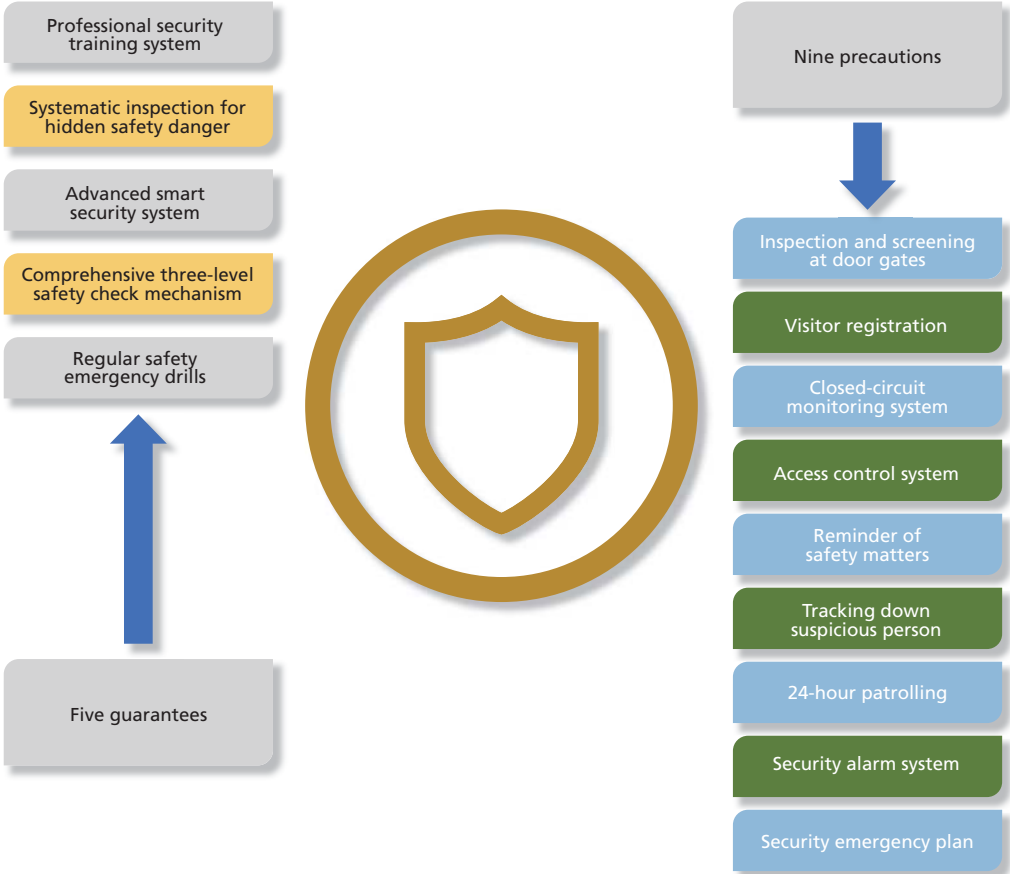 Professional security
training system
Systematic inspection for
hidden safety danger
Advanced smart
security system
Comprehensive three-level
safety check mechanism
Regular safety
emergency drills
Five guarantees
Nine precautions
Inspection and screening
at door gates
Visitor registration
Closed-circuit
monitoring system
Access control system
Reminder of
safety matters
Tracking down
suspicious person
24-hour patrolling
Security alarm system
Security emergency plan